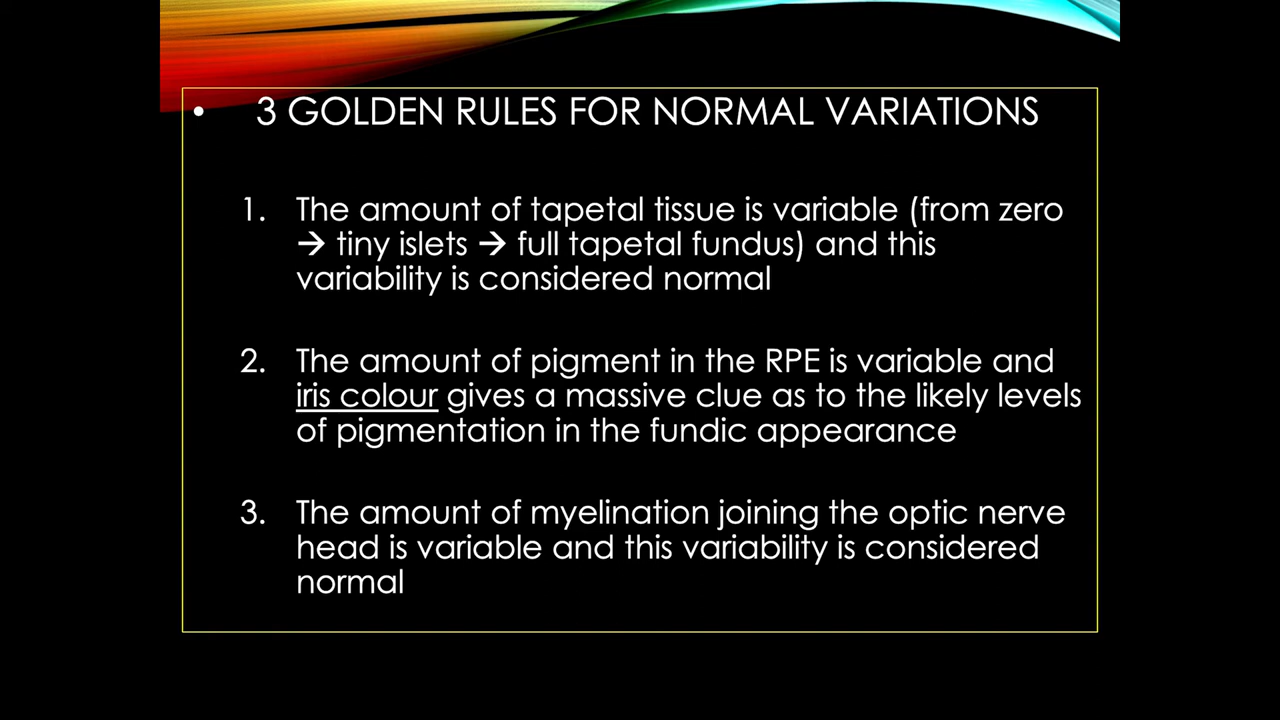 • 3 GOLDEN RULES FOR NORMAL VARIATIONS
1. The amount of tapetal tissue is variable (from zero
→ tiny islets → full tapetal fundus) and this
variability is considered normal
2. The amount of pigment in the RPE is variable and
iris colour gives a massive clue as to the likely levels
of pigmentation in the fundic appearance
3. The amount of myelination joining the optic nerve
head is variable and this variability is considered
normal